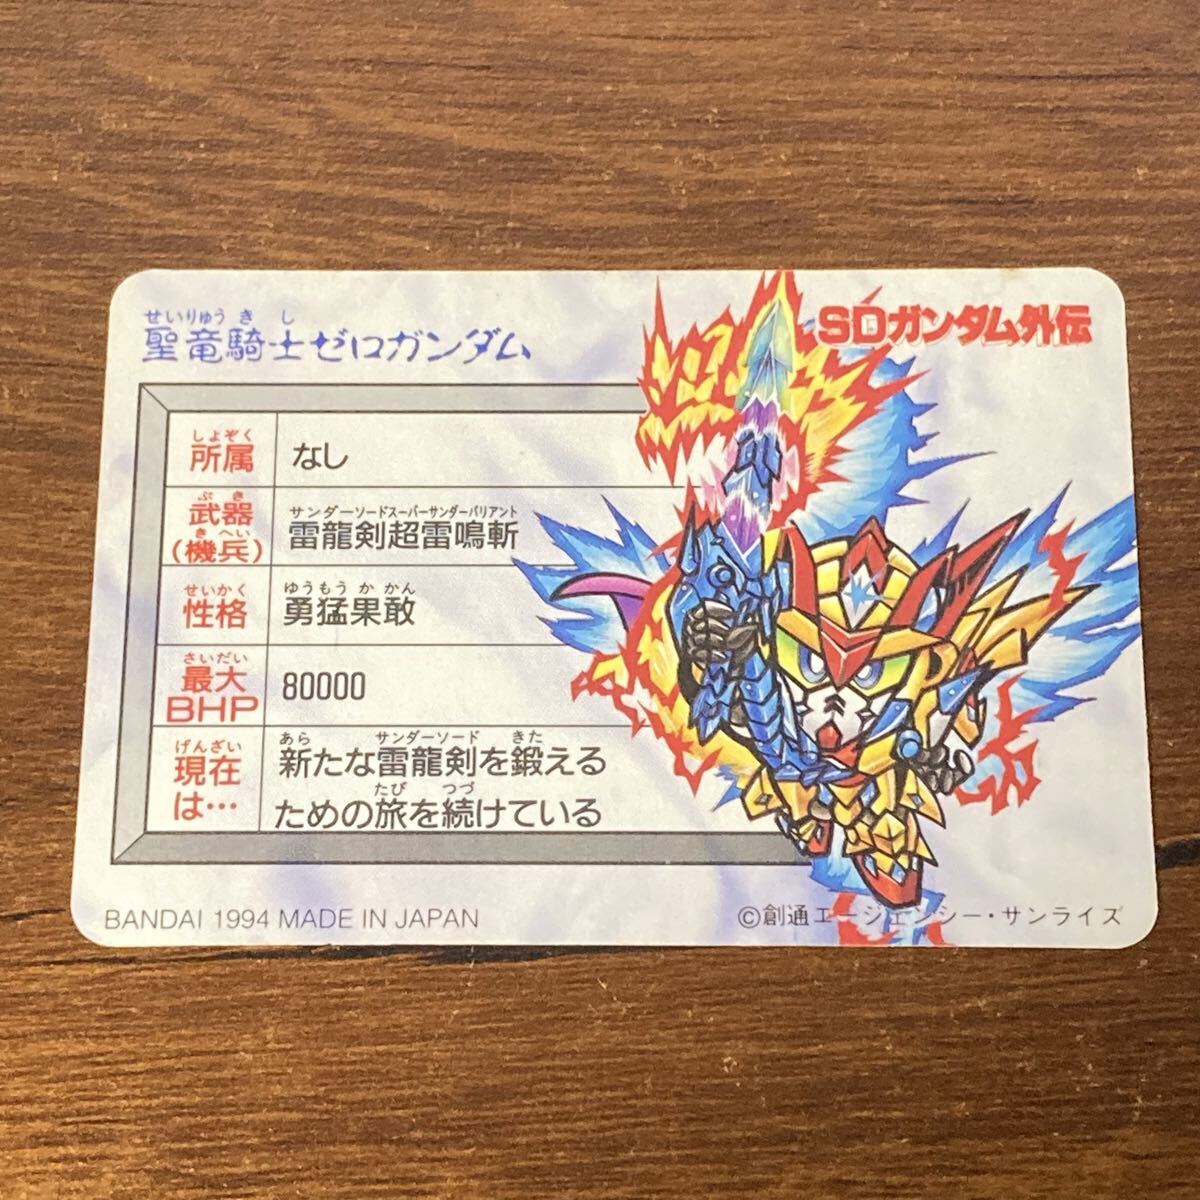 せいりゅうきし
聖竜騎士ゼロガンダム
SDガンダム外伝
しょぞく
所属 なし
ぶき サンダーソードスーパーサンダーバリアント
武器 雷龍剣超雷鳴斬
きへい
(機兵)
せいかく ゆうもうかかん
性格 勇猛果敢
さいだい
最大 80000
BHP
げんざい あら サンダーソード きた
現在 新たな雷龍剣を鍛える
たび つづ
は… ための旅を続けている
BANDAI 1994 MADE IN JAPAN
©創通エージェンシー・サンライズ